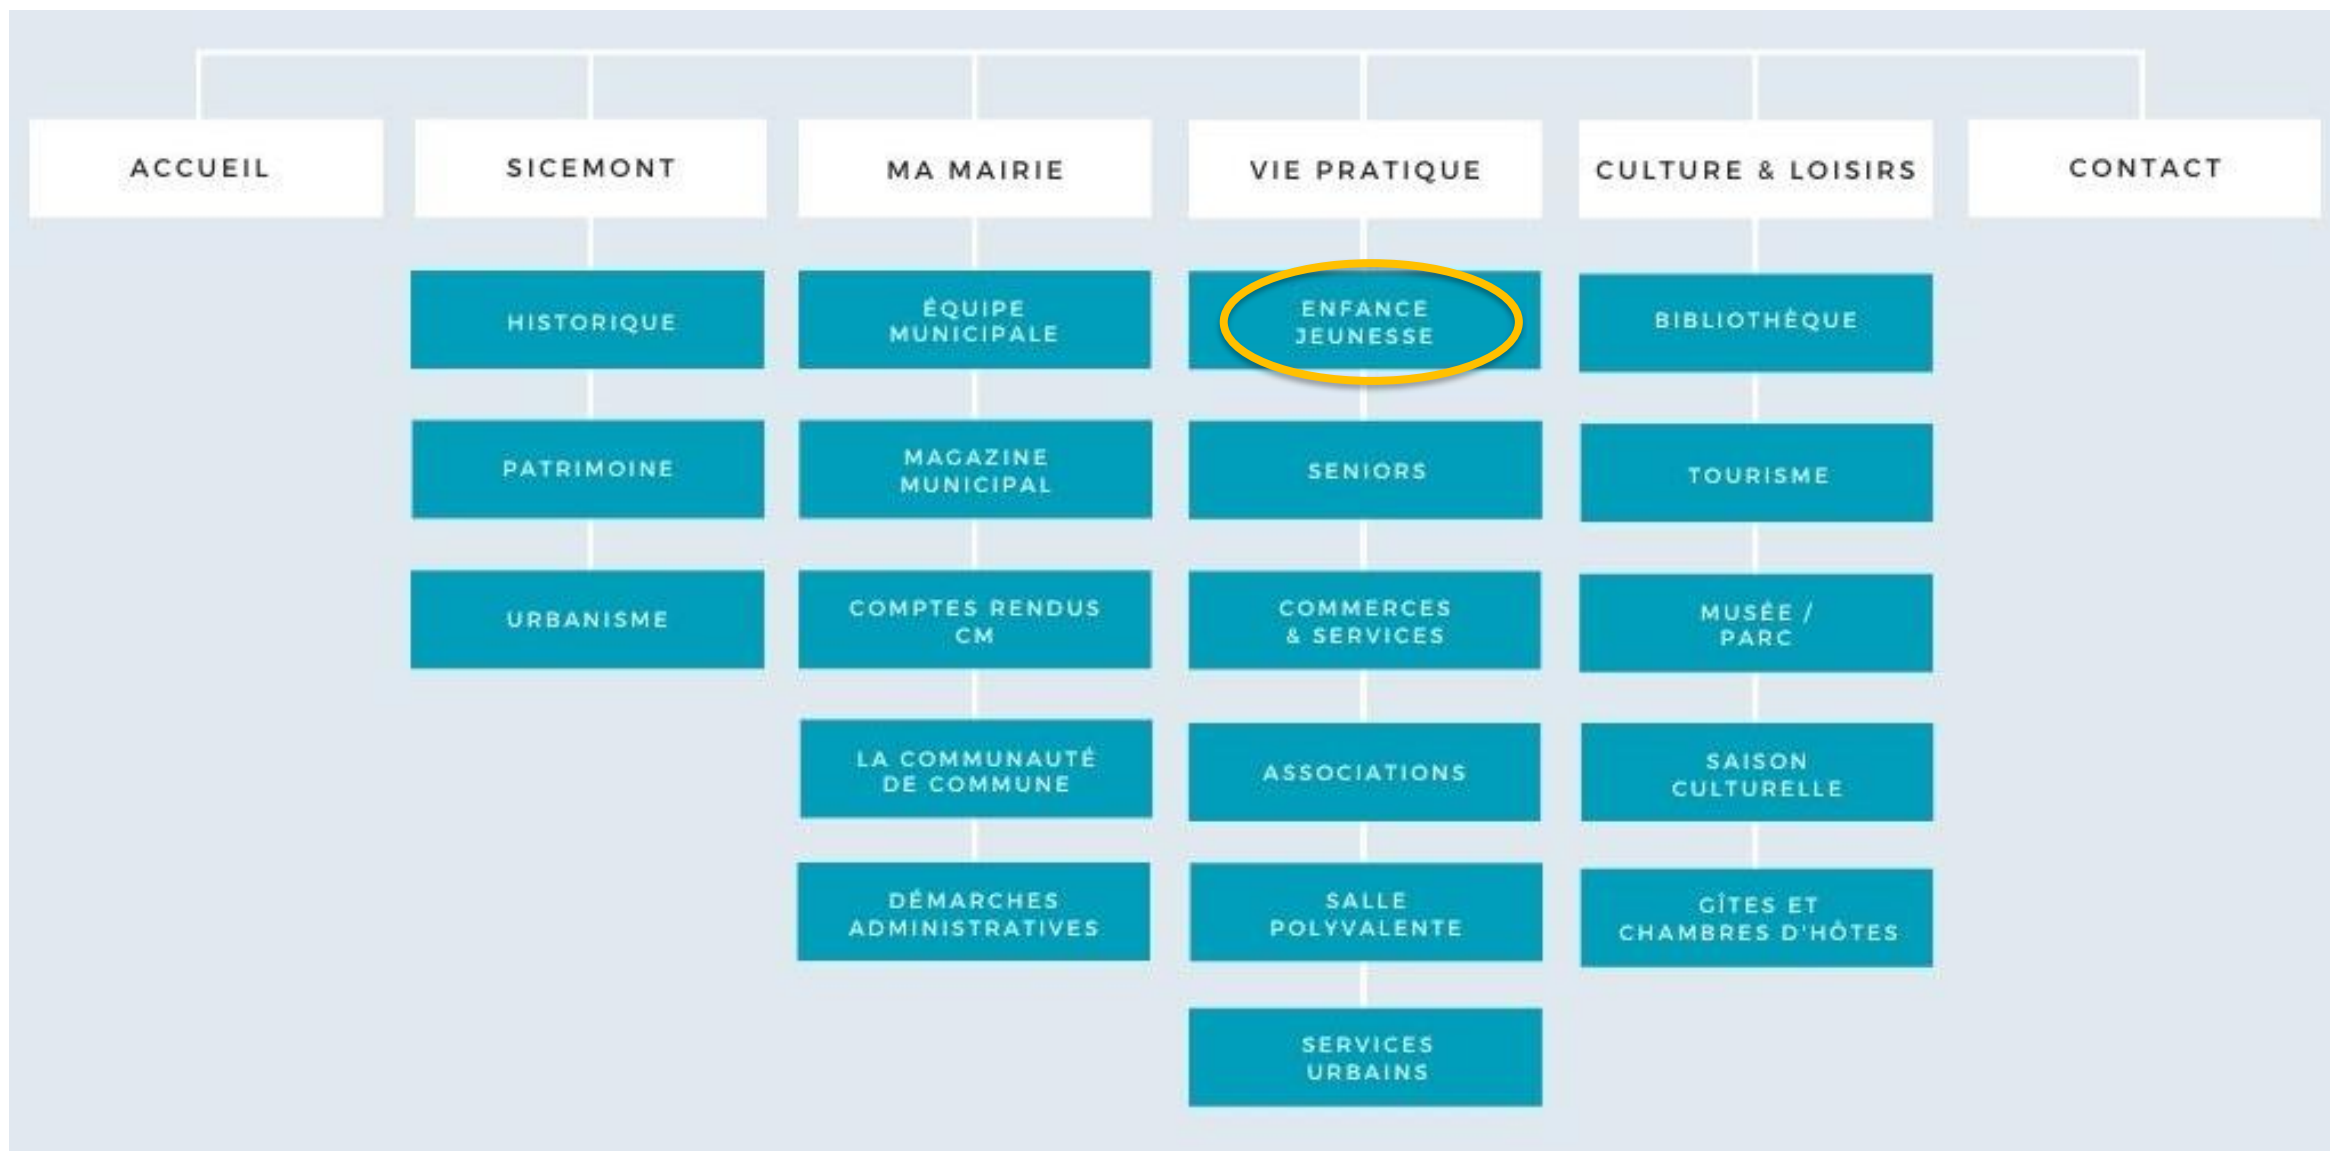 ACCUEIL
SICEMONT
MA MAIRIE
VIE PRATIQUE
CULTURE & LOISIRS
CONTACT
HISTORIQUE
PATRIMOINE
URBANISME
ÉQUIPE
MUNICIPALE
MAGAZINE
MUNICIPAL
COMPTES RENDUS
CM
LA COMMUNAUTÉ
DE COMMUNE
DÉMARCHES
ADMINISTRATIVES
ENFANCE
JEUNESSE
SENIORS
COMMERCES
& SERVICES
ASSOCIATIONS
SALLE
POLYVALENTE
SERVICES
URBAINS
BIBLIOTHÈQUE
TOURISME
MUSÉE /
PARC
SAISON
CULTURELLE
GÎTES ET
CHAMBRES D'HÔTES